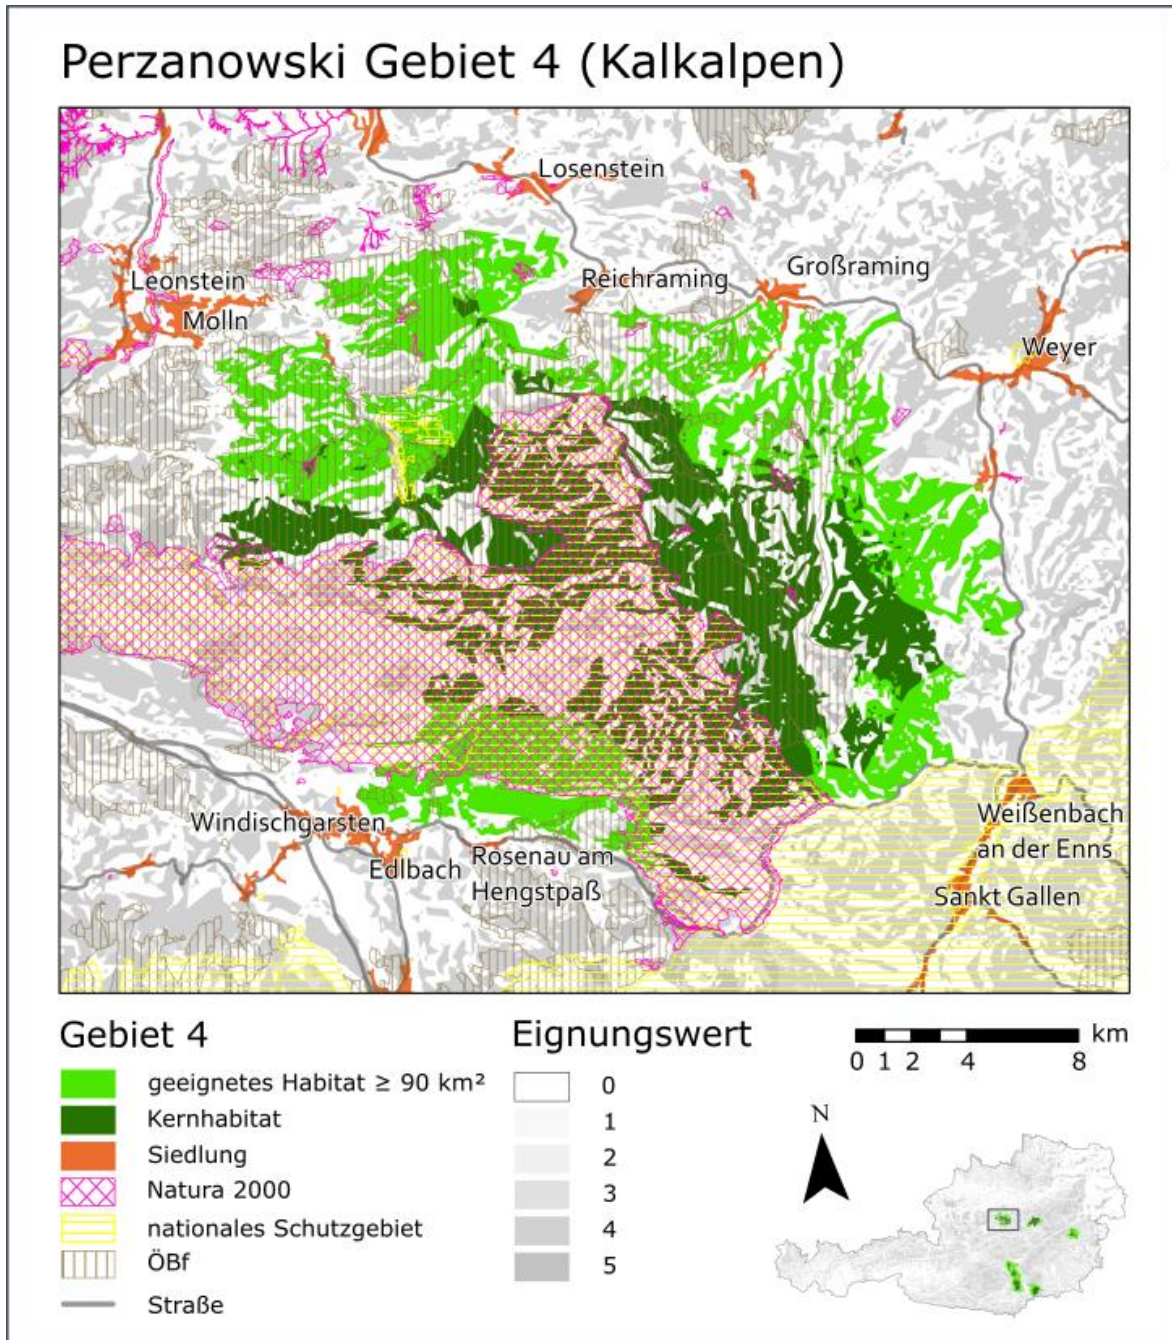 Perzanowski Gebiet 4 (Kalkalpen)
Losenstein
Großraming
Leonstein
Reichraming
Molln
Weyer
Windischgarsten
Weißenbach
an der Enns
Edlbach
Rosenau am
Hengstpaß
Sankt Gallen
Gebiet 4
geeignetes Habitat ≥ 90 km²
Kernhabitat
Siedlung
Natura 2000
nationales Schutzgebiet
ÖBf
Straße
Eignungswert
0
1
2
3
4
5
km
0 1 2 4 8
N